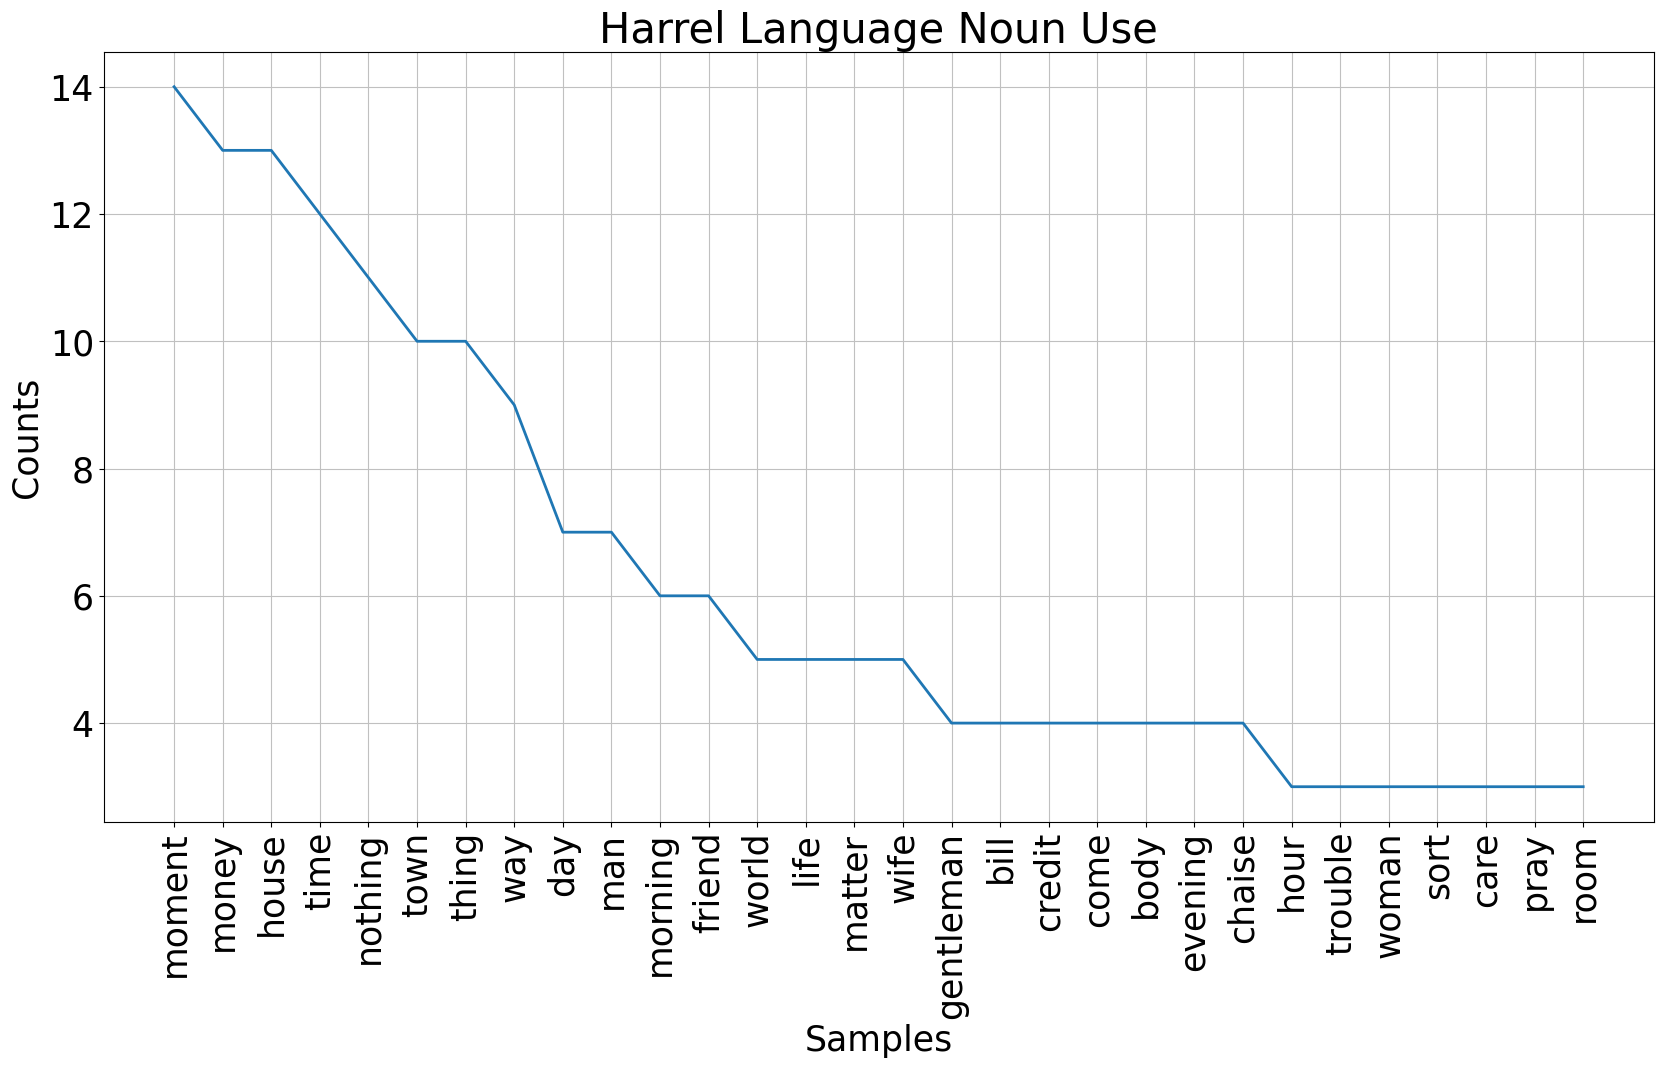 Harrel Language Noun Use
14
12
10
8
6
4
Counts
moment
money
house
time
nothing
town
thing
way
day
man
morning
friend
world
life
matter
wife
gentleman
bill
credit
come
body
evening
chaise
hour
trouble
woman
sort
care
pray
room
Samples